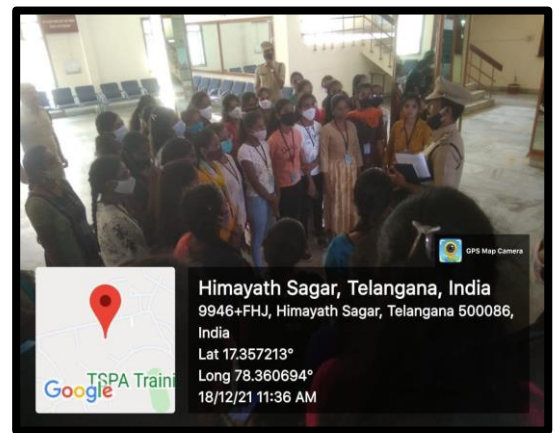 GPS Map Camera
Himayath Sagar, Telangana, India
9946+FHJ, Himayath Sagar, Telangana 500086,
India
Lat 17.357213°
Long 78.360694°
18/12/21 11:36 AM
TSPA Traini
Google